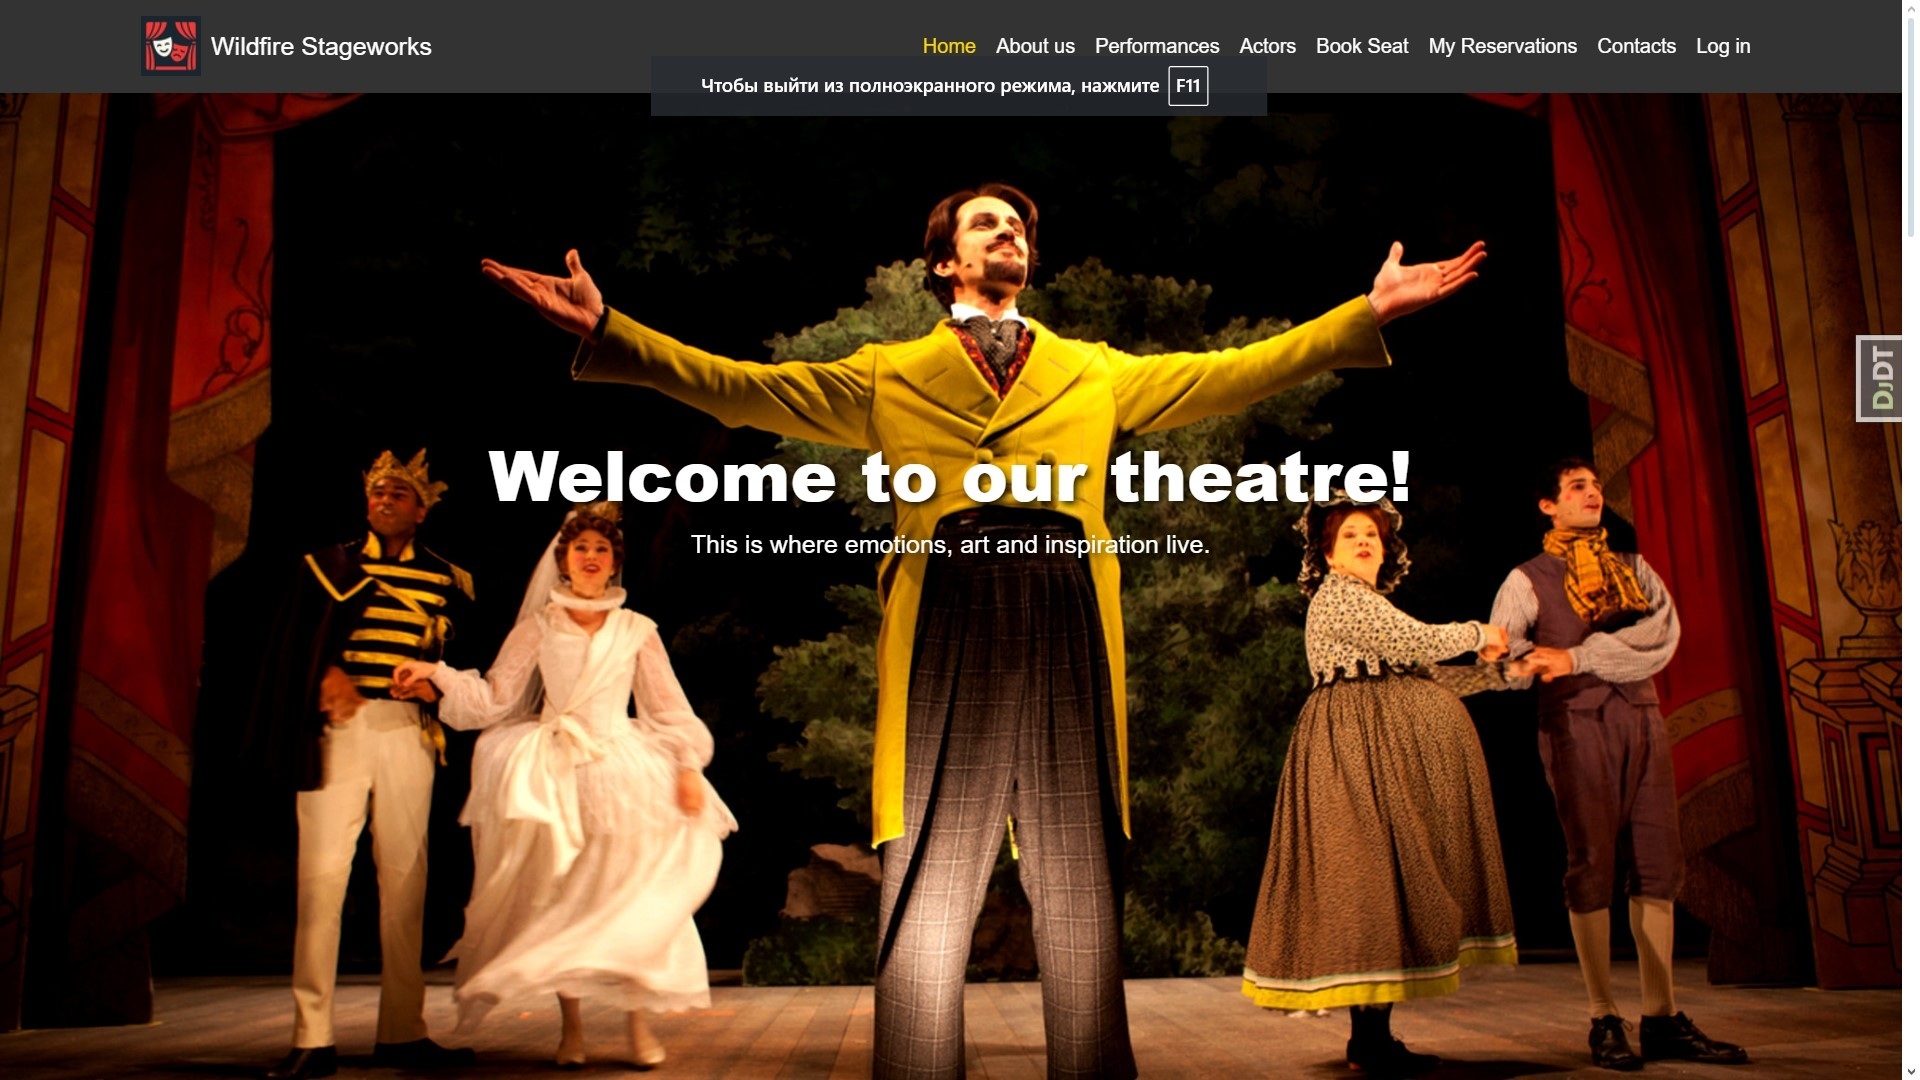 Wildfire Stageworks
Home About us Performances Actors Book Seat My Reservations Contacts Log in
Чтобы выйти из полноэкранного режима, нажмите F11
DjDT
Welcome to our theatre!
This is where emotions, art and inspiration live.